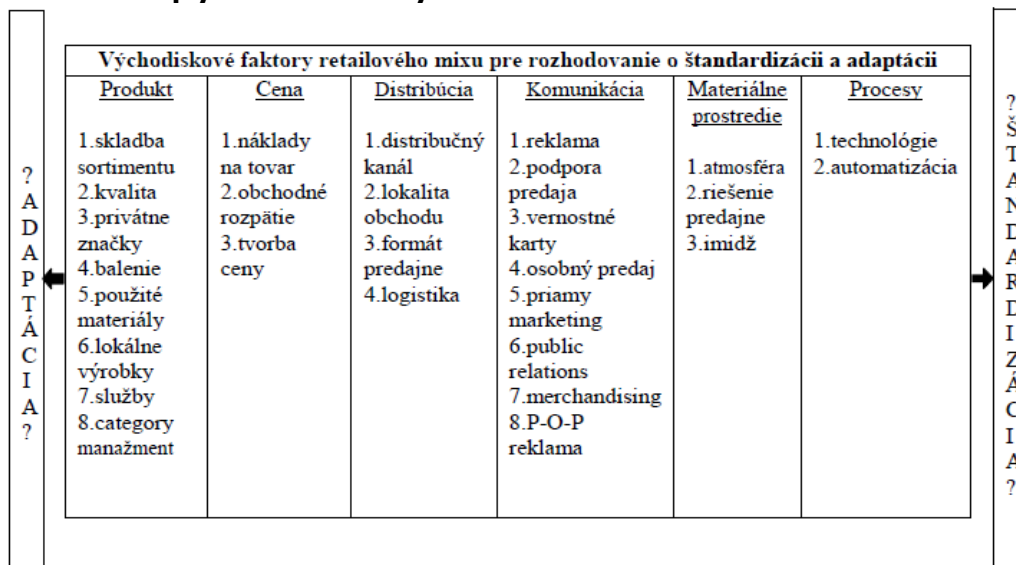 ?
A
D
A
P
T
Á
C
I
A
?
Východiskové faktory retailového mixu pre rozhodovanie o štandardizácii a adaptácii
Produkt
1.skladba
sortimentu
2.kvalita
3.privátne
značky
4.balenie
5.použité
materiály
6.lokálne
výrobky
7.služby
8.category
manažment
Cena
1.náklady
na tovar
2.obchodné
rozpätie
3.tvorba
ceny
Distribúcia
1.distribučný
kanál
2.lokalita
obchodu
3.formát
predajne
4.logistika
Komunikácia
1.reklama
2.podpora
predaja
3.vernostné
karty
4.osobný predaj
5.priamy
marketing
6.public
relations
7.merchandising
8.P-O-P
reklama
Materiálne
prostredie
1.atmosféra
2.riešenie
predajne
3.imidž
Procesy
1.technológie
2.automatizácia
?
Š
T
A
N
D
A
R
D
I
Z
Á
C
I
A
?